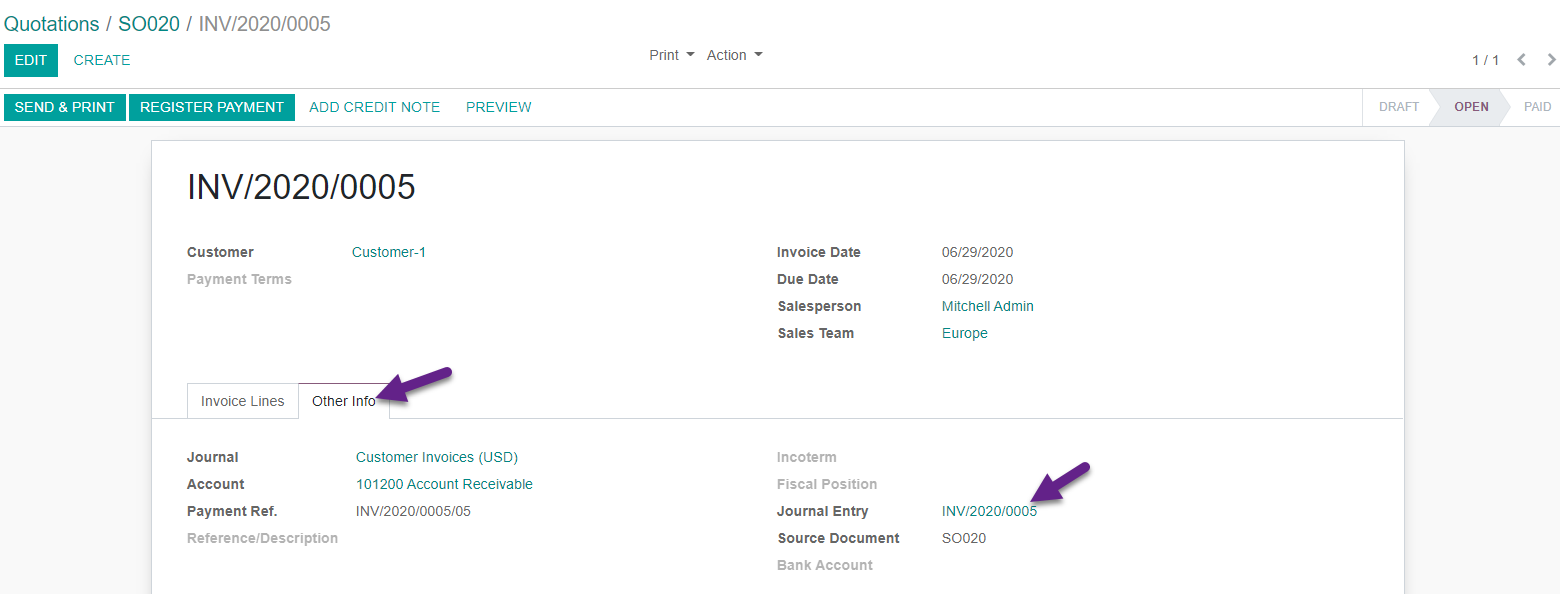 Quotations / SO020 / INV/2020/0005
EDIT CREATE Print Action 1 / 1
SEND & PRINT REGISTER PAYMENT ADD CREDIT NOTE PREVIEW DRAFT OPEN PAID
INV/2020/0005
Customer Customer-1 Invoice Date 06/29/2020
Payment Terms Due Date 06/29/2020
Salesperson Mitchell Admin
Sales Team Europe
Invoice Lines Other Info
Journal Customer Invoices (USD) Incoterm
Account 101200 Account Receivable Fiscal Position
Payment Ref. INV/2020/0005/05 Journal Entry INV/2020/0005
Reference/Description Source Document SO020
Bank Account